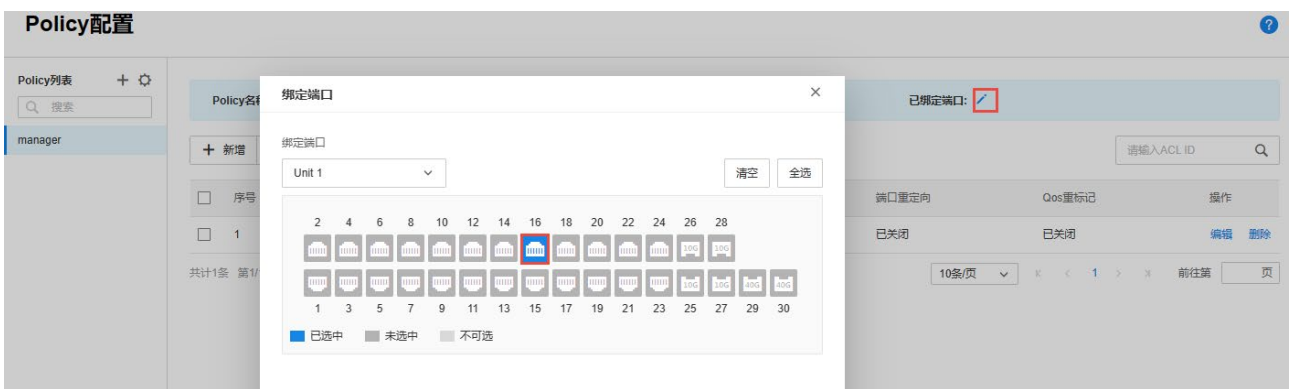 Policy配置
?
Policy列表
搜索
manager
Policy名称
已绑定端口:
新增
请输入ACL ID
序号 端口重定向 Qos重标记 操作
1 已关闭 已关闭 编辑 删除
共计1条 第1/
10条/页 1 前往第 页
绑定端口
绑定端口
Unit 1
清空 全选
2 4 6 8 10 12 14 16 18 20 22 24 26 28
10G 10G
10G 10G 40G 40G
1 3 5 7 9 11 13 15 17 19 21 23 25 27 29 30
已选中 未选中 不可选